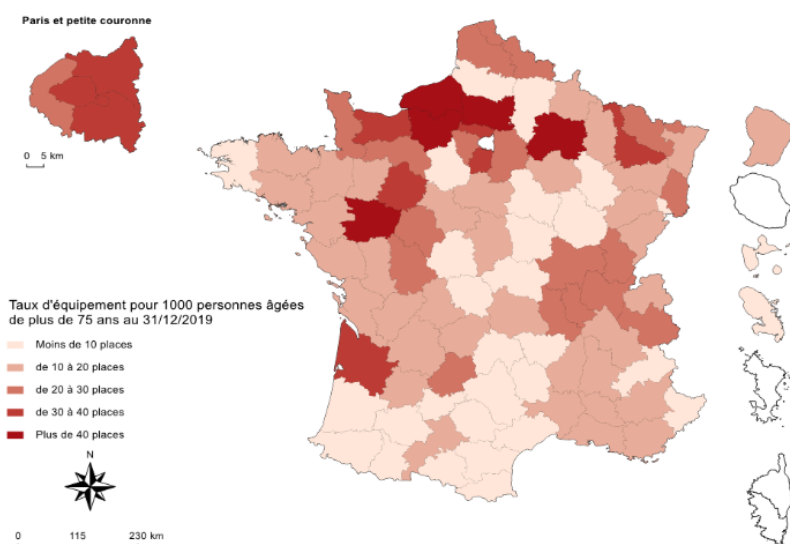 Paris et petite couronne
0 5 km
Taux d'équipement pour 1000 personnes âgées
de plus de 75 ans au 31/12/2019
Moins de 10 places
de 10 à 20 places
de 20 à 30 places
de 30 à 40 places
Plus de 40 places
N
0 115 230 km